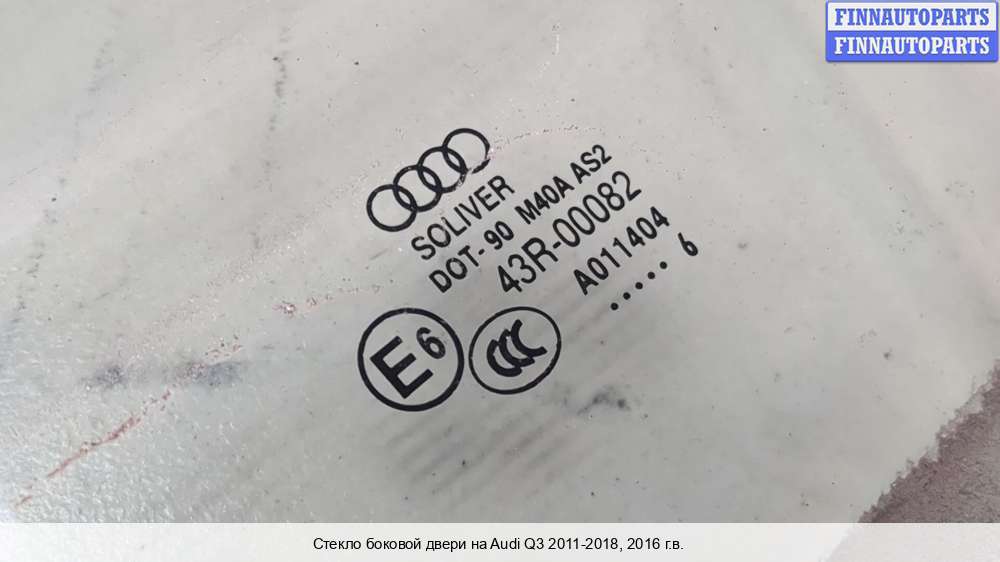 FINNAUTOPARTS
FINNAUTOPARTS
SOLIVER
DOT-90 M40A AS2
43R-00082
A011404
..... 6
E6
CCC
Стекло боковой двери на Audi Q3 2011-2018, 2016 г.в.